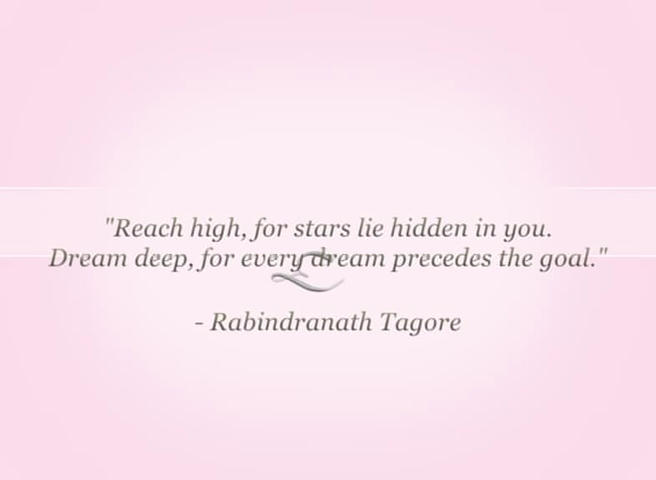 "Reach high, for stars lie hidden in you.
Dream deep, for every dream precedes the goal."
- Rabindranath Tagore